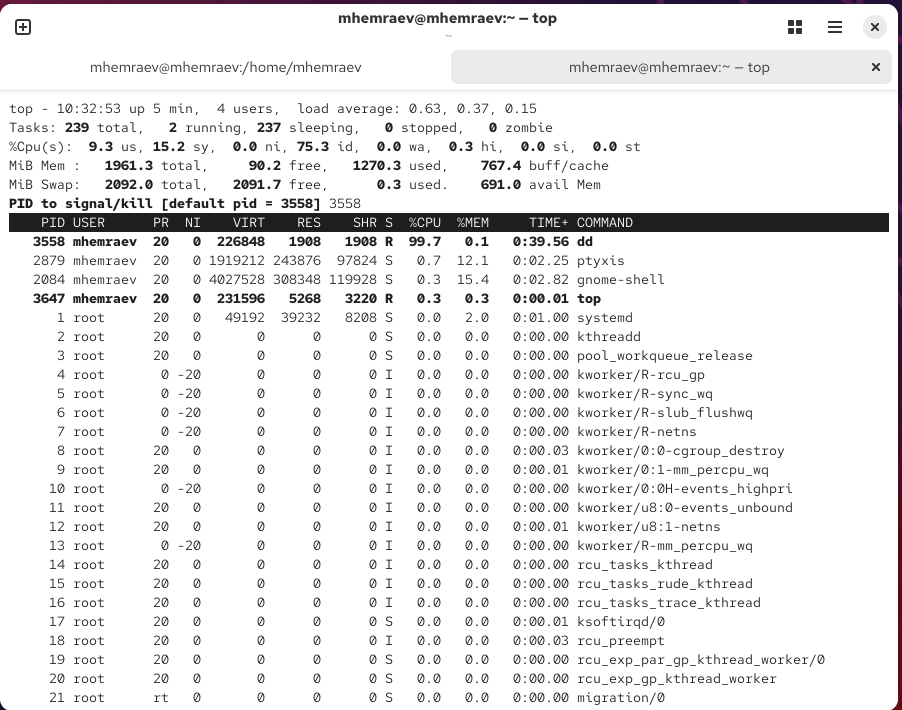 mhemraev@mhemraev:~ — top
~
mhemraev@mhemraev:/home/mhemraev
mhemraev@mhemraev:~ — top
top - 10:32:53 up 5 min,  4 users,  load average: 0.63, 0.37, 0.15
Tasks: 239 total,   2 running, 237 sleeping,   0 stopped,   0 zombie
%Cpu(s):  9.3 us, 15.2 sy,  0.0 ni, 75.3 id,  0.0 wa,  0.3 hi,  0.0 si,  0.0 st
MiB Mem :   1961.3 total,     90.2 free,   1270.3 used,    767.4 buff/cache
MiB Swap:   2092.0 total,   2091.7 free,      0.3 used.    691.0 avail Mem
PID to signal/kill [default pid = 3558] 3558
    PID USER      PR  NI    VIRT    RES    SHR S  %CPU  %MEM     TIME+ COMMAND
   3558 mhemraev  20   0  226848   1908   1908 R  99.7   0.1   0:39.56 dd
   2879 mhemraev  20   0 1919212 243876  97824 S   0.7  12.1   0:02.25 ptyxis
   2084 mhemraev  20   0 4027528 308348 119928 S   0.3  15.4   0:02.82 gnome-shell
   3647 mhemraev  20   0  231596   5268   3220 R   0.3   0.3   0:00.01 top
      1 root      20   0   49192  39232   8208 S   0.0   2.0   0:01.00 systemd
      2 root      20   0       0      0      0 S   0.0   0.0   0:00.00 kthreadd
      3 root      20   0       0      0      0 S   0.0   0.0   0:00.00 pool_workqueue_release
      4 root       0 -20       0      0      0 I   0.0   0.0   0:00.00 kworker/R-rcu_gp
      5 root       0 -20       0      0      0 I   0.0   0.0   0:00.00 kworker/R-sync_wq
      6 root       0 -20       0      0      0 I   0.0   0.0   0:00.00 kworker/R-slub_flushwq
      7 root       0 -20       0      0      0 I   0.0   0.0   0:00.00 kworker/R-netns
      8 root      20   0       0      0      0 I   0.0   0.0   0:00.03 kworker/0:0-cgroup_destroy
      9 root      20   0       0      0      0 I   0.0   0.0   0:00.01 kworker/0:1-mm_percpu_wq
     10 root       0 -20       0      0      0 I   0.0   0.0   0:00.00 kworker/0:0H-events_highpri
     11 root      20   0       0      0      0 I   0.0   0.0   0:00.00 kworker/u8:0-events_unbound
     12 root      20   0       0      0      0 I   0.0   0.0   0:00.01 kworker/u8:1-netns
     13 root       0 -20       0      0      0 I   0.0   0.0   0:00.00 kworker/R-mm_percpu_wq
     14 root      20   0       0      0      0 I   0.0   0.0   0:00.00 rcu_tasks_kthread
     15 root      20   0       0      0      0 I   0.0   0.0   0:00.00 rcu_tasks_rude_kthread
     16 root      20   0       0      0      0 I   0.0   0.0   0:00.00 rcu_tasks_trace_kthread
     17 root      20   0       0      0      0 S   0.0   0.0   0:00.01 ksoftirqd/0
     18 root      20   0       0      0      0 I   0.0   0.0   0:00.03 rcu_preempt
     19 root      20   0       0      0      0 S   0.0   0.0   0:00.00 rcu_exp_par_gp_kthread_worker/0
     20 root      20   0       0      0      0 S   0.0   0.0   0:00.00 rcu_exp_gp_kthread_worker
     21 root      rt   0       0      0      0 S   0.0   0.0   0:00.00 migration/0